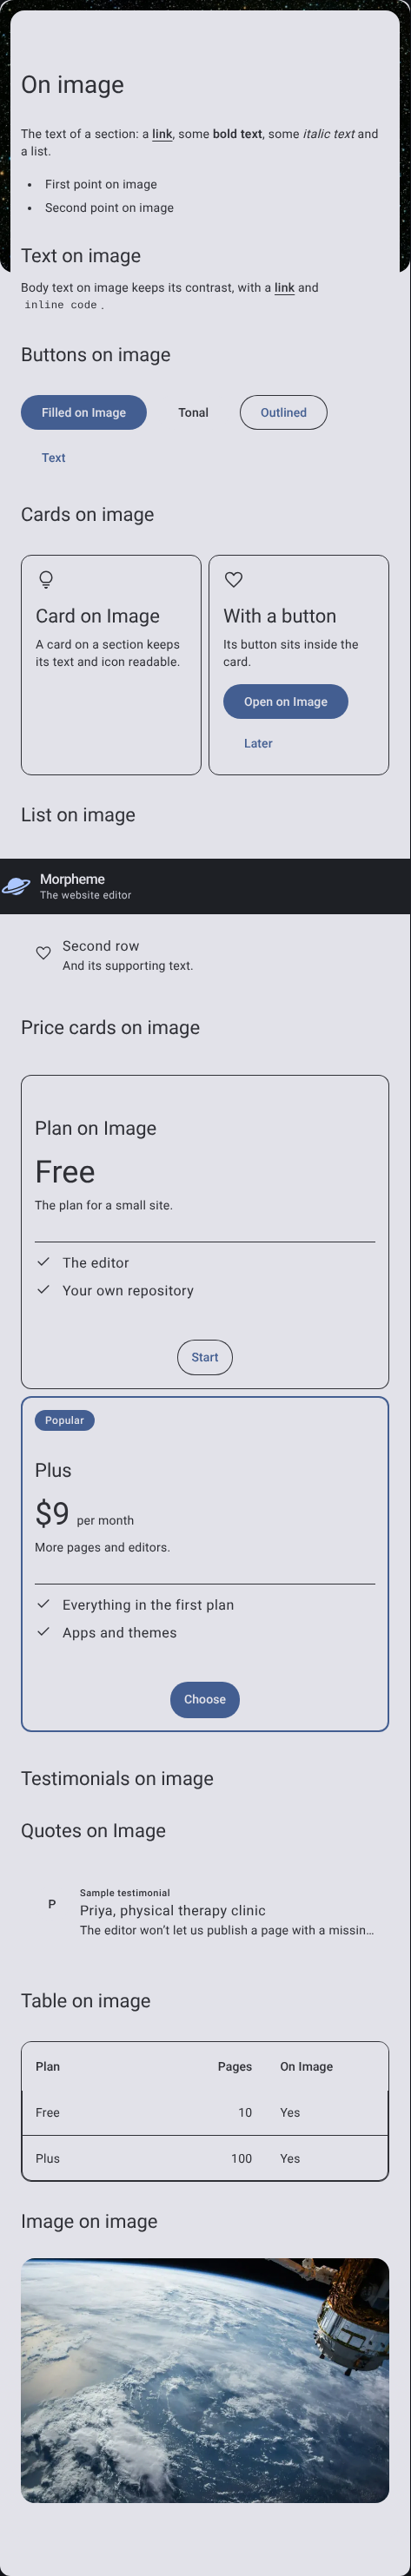 On image
The text of a section: a link, some bold text, some italic text and
a list.
• First point on image
• Second point on image
Text on image
Body text on image keeps its contrast, with a link and
inline code .
Buttons on image
Filled on Image
Tonal
Outlined
Text
Cards on image
Card on Image
A card on a section keeps
its text and icon readable.
With a button
Its button sits inside the
card.
Open on Image
Later
List on image
Morpheme
The website editor
Second row
And its supporting text.
Price cards on image
Plan on Image
Free
The plan for a small site.
The editor
Your own repository
Start
Popular
Plus
$9 per month
More pages and editors.
Everything in the first plan
Apps and themes
Choose
Testimonials on image
Quotes on Image
P
Sample testimonial
Priya, physical therapy clinic
The editor won’t let us publish a page with a missin…
Table on image
Plan Pages On Image
Free 10 Yes
Plus 100 Yes
Image on image